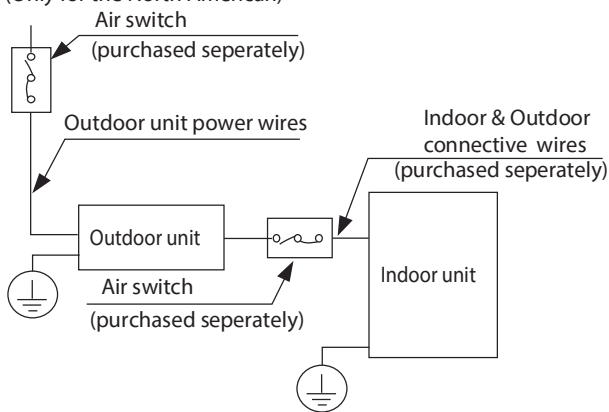 (Only for the North American)
Air switch
(purchased seperately)
Outdoor unit power wires
Indoor & Outdoor
connective wires
(purchased seperately)
Outdoor unit
Indoor unit
Air switch
(purchased seperately)